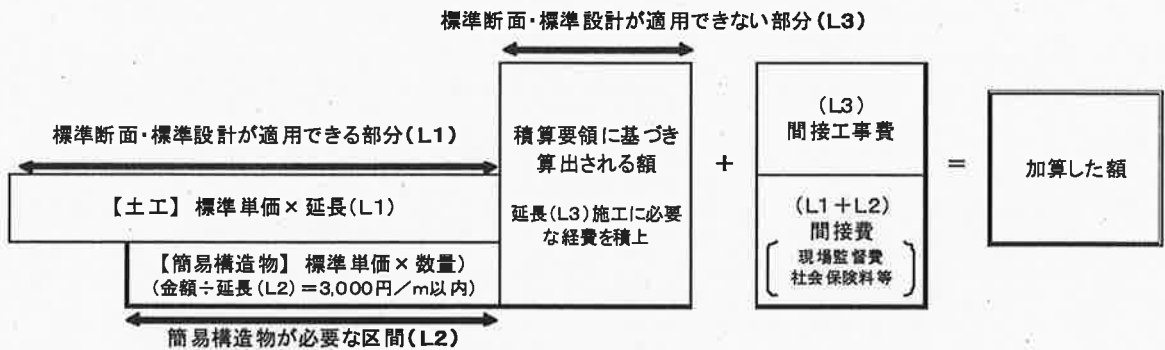 標準断面・標準設計が適用できない部分(L3)
標準断面・標準設計が適用できる部分(L1)
【土工】 標準単価×延長(L1)
【簡易構造物】 標準単価×数量)
(金額÷延長(L2)=3,000円/m以内)
簡易構造物が必要な区間(L2)
積算要領に基づき
算出される額
延長(L3)施工に必要
な経費を積上
+
(L3)
間接工事費
(L1+L2)
間接費
現場監督費
社会保険料等
=
加算した額